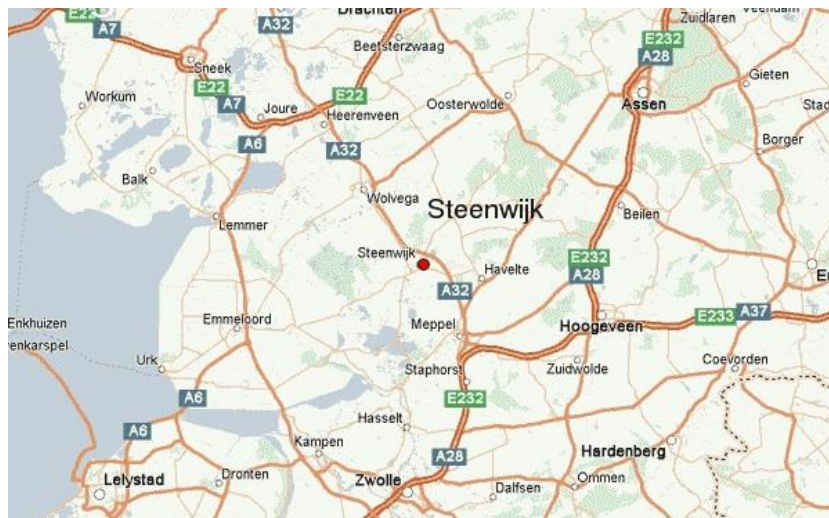 E22
A7
A32
Drachten
E232
A28
Zuidlaren
Veendam
Beetsterzwaag
Sneek
E22
A7
E22
Workum
Joure
Heerenveen
Oosterwolde
Assen
Gieten
A6
A32
Borger
Balk
Wolvega
Steenwijk
Lemmer
Beilen
Steenwijk
Havelte
E232
A28
A32
Enkhuizen
Emmeloord
Meppel
Hoogeveen
E233
A37
Urk
Staphorst
Zuidwolde
Coevorden
A6
E232
A6
Hasselt
Kampen
A28
Hardenberg
Lelystad
Dronten
Zwolle
Dalfsen
Ommen